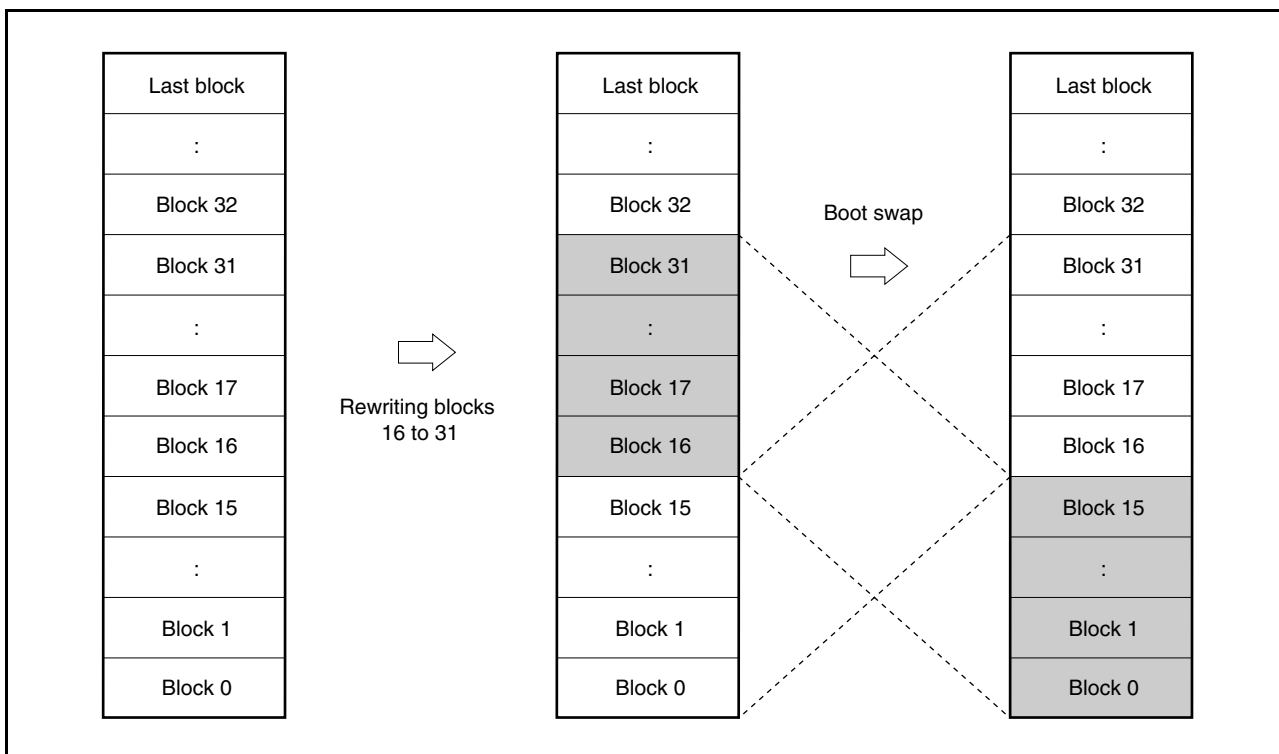 Last block
:
Block 32
Block 31
:
Block 17
Block 16
Block 15
:
Block 1
Block 0
Rewriting blocks
16 to 31
Last block
:
Block 32
Block 31
:
Block 17
Block 16
Block 15
:
Block 1
Block 0
Boot swap
Last block
:
Block 32
Block 31
:
Block 17
Block 16
Block 15
:
Block 1
Block 0